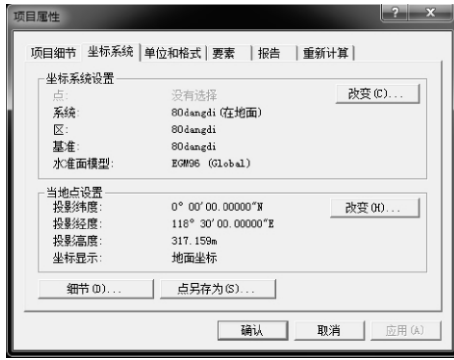 项目属性
项目细节 坐标系统 单位和格式 要素 报告 重新计算
坐标系统设置
点: 没有选择 改变(C)...
系统: 80dangdi(在地面)
区: 80dangdi
基准: 80dangdi
水准面模型: EGM96 (Global)
当地点设置
投影纬度: 0° 00′00.00000″N 改变(H)...
投影经度: 118° 30′00.00000″E
投影高度: 317.159m
坐标显示: 地面坐标
细节(D)... 点另存为(S)...
确认 取消 应用(A)